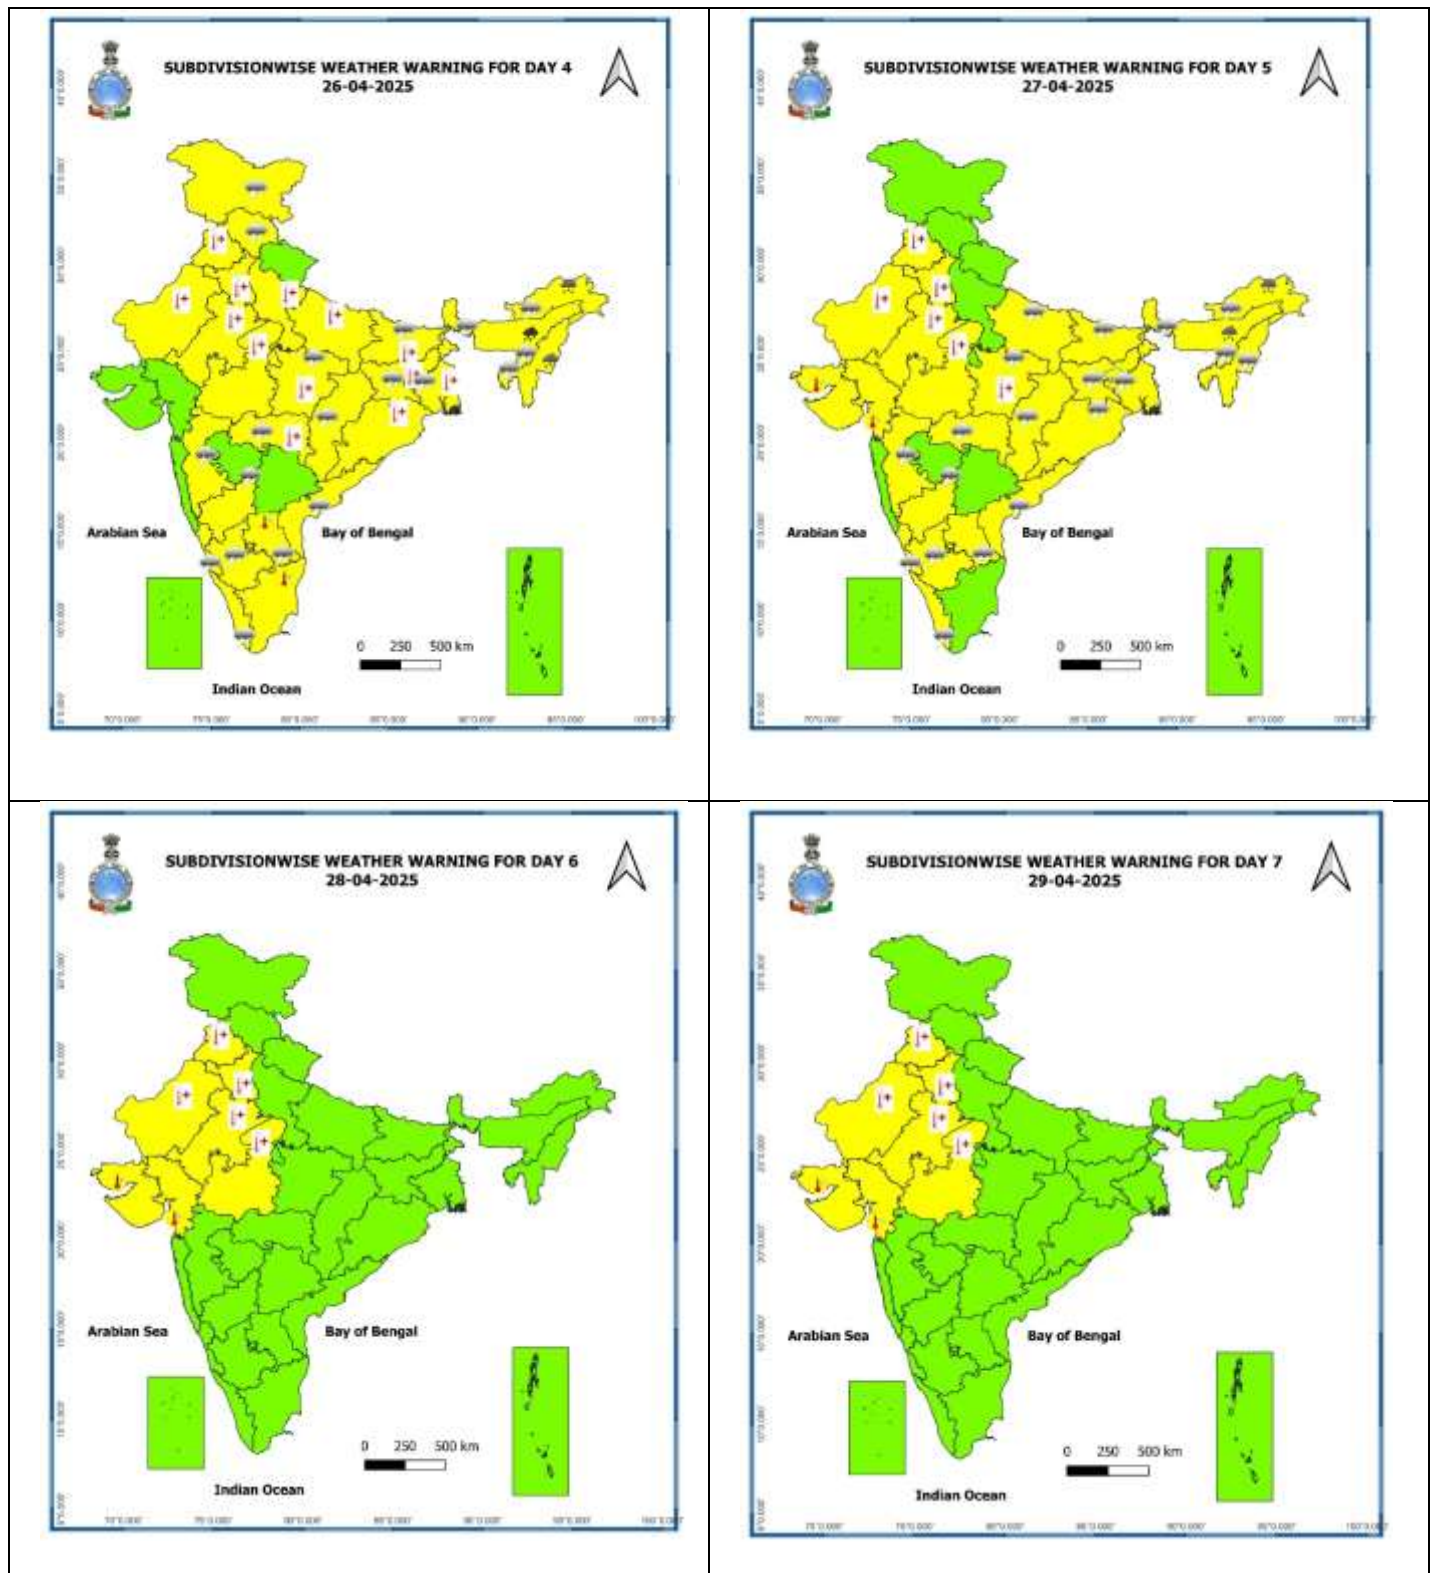 SUBDIVISIONWISE WEATHER WARNING FOR DAY 4
26-04-2025
Arabian Sea
Bay of Bengal
0 250 500 km
Indian Ocean
SUBDIVISIONWISE WEATHER WARNING FOR DAY 5
27-04-2025
Arabian Sea
Bay of Bengal
0 250 500 km
Indian Ocean
SUBDIVISIONWISE WEATHER WARNING FOR DAY 6
28-04-2025
Arabian Sea
Bay of Bengal
0 250 500 km
Indian Ocean
SUBDIVISIONWISE WEATHER WARNING FOR DAY 7
29-04-2025
Arabian Sea
Bay of Bengal
0 250 500 km
Indian Ocean